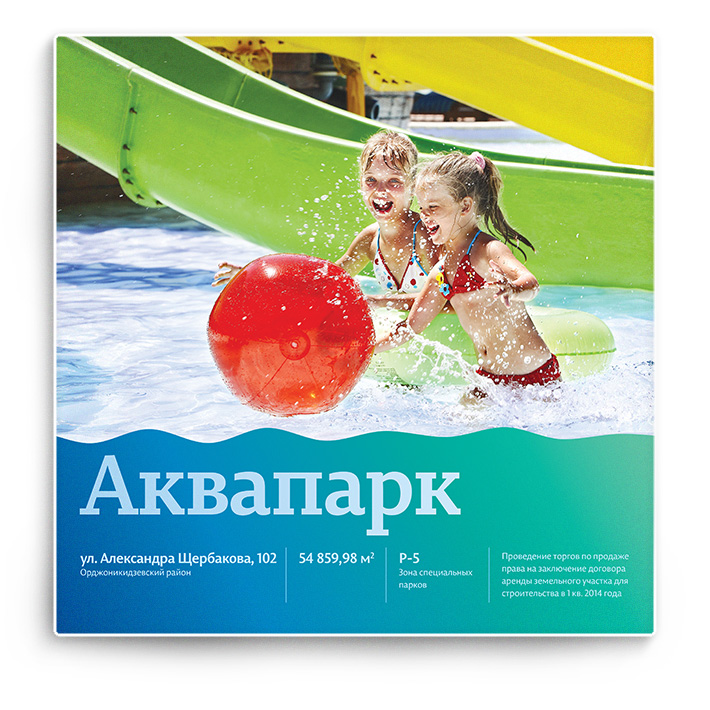 Аквапарк
ул. Александра Щербакова, 102
Орджоникидзевский район
54 859,98 м²
Р-5
Зона специальных
парков
Проведение торгов по продаже
права на заключение договора
аренды земельного участка для
строительства в 1 кв. 2014 года